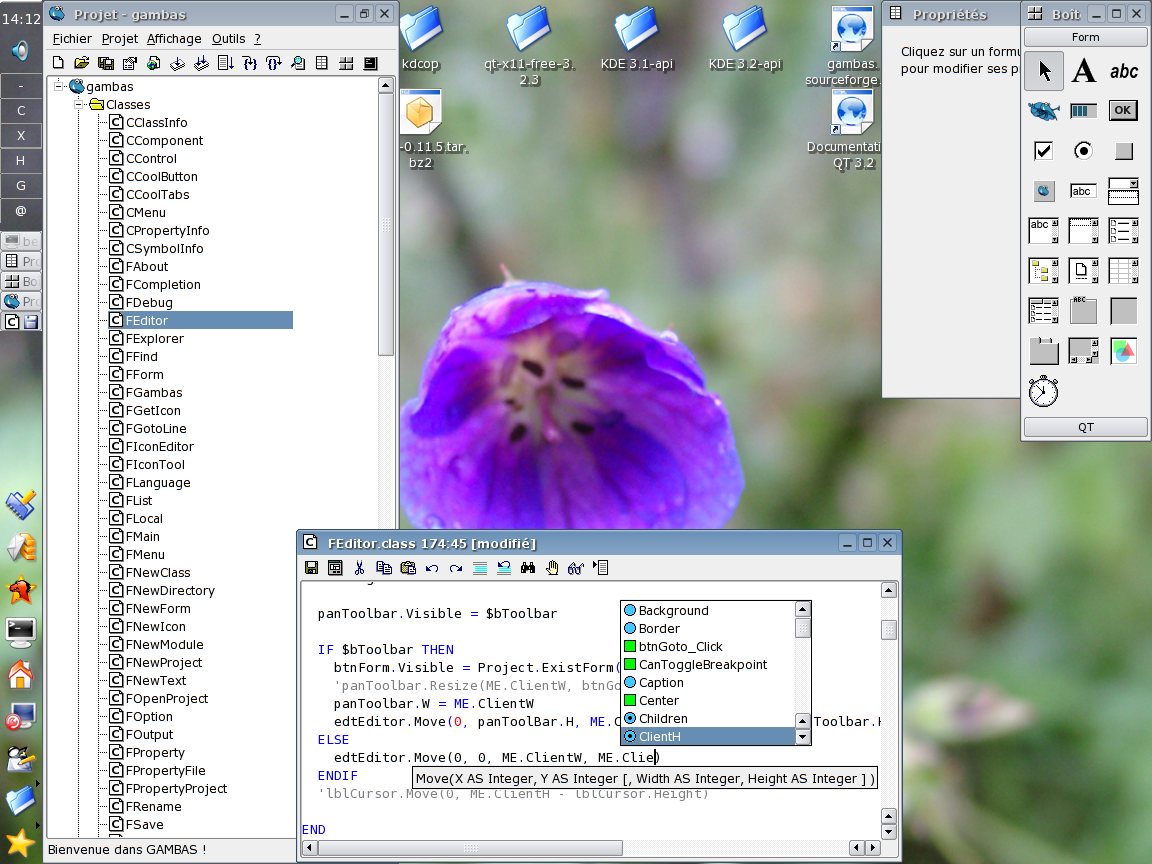 14:12
-
C
X
H
G
@
be
Pro
Bo
Pro
Projet - gambas
Fichier Projet Affichage Outils ?
gambas
Classes
CClassInfo
CComponent
CControl
CCoolButton
CCoolTabs
CMenu
CPropertyInfo
CSymbolInfo
FAbout
FCompletion
FDebug
FEditor
FExplorer
FFind
FForm
FGambas
FGetIcon
FGotoLine
FIconEditor
FIconTool
FLanguage
FList
FLocal
FMain
FMenu
FNewClass
FNewDirectory
FNewForm
FNewIcon
FNewModule
FNewProject
FNewText
FOpenProject
FOption
FOutput
FProperty
FPropertyFile
FPropertyProject
FRename
FSave
Bienvenue dans GAMBAS !
kdcop
qt-x11-free-3.
2.3
KDE 3.1-api
KDE 3.2-api
gambas.
sourceforge.
-0.11.5.tar.
bz2
Documentati
QT 3.2
Propriétés
Cliquez sur un formu
pour modifier ses p
Boît
Form
A abc
OK
abc
abc
ABC
QT
FEditor.class 174:45 [modifié]
panToolbar.Visible = $bToolbar
IF $bToolbar THEN
btnForm.Visible = Project.ExistForm(
'panToolbar.Resize(ME.ClientW, btnGo
panToolbar.W = ME.ClientW
edtEditor.Move(0, panToolBar.H, ME.C Toolbar.H
ELSE
edtEditor.Move(0, 0, ME.ClientW, ME.Clie)
ENDIF
'lblCursor.Move(0, ME.ClientH - lblCursor.Height)
END
Background
Border
btnGoto_Click
CanToggleBreakpoint
Caption
Center
Children
ClientH
Move(X AS Integer, Y AS Integer [, Width AS Integer, Height AS Integer ] )